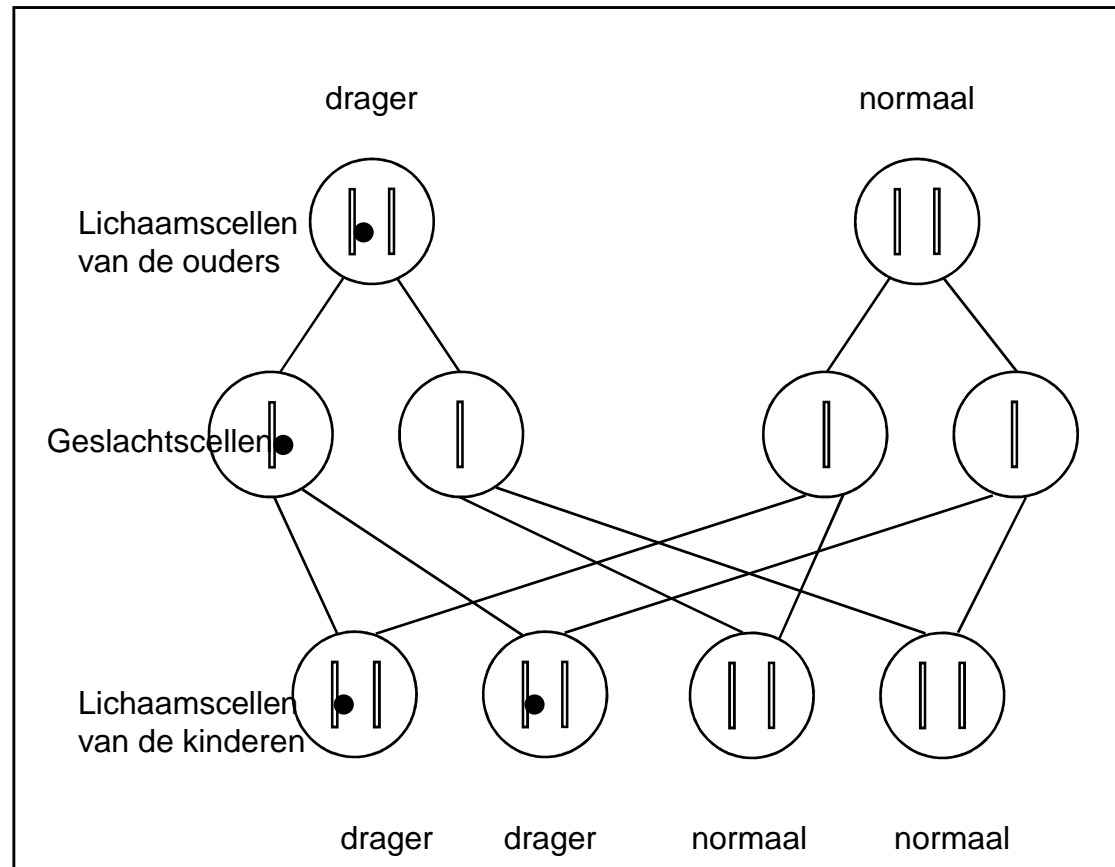 drager normaal
Lichaamscellen
van de ouders
Geslachtscellen
Lichaamscellen
van de kinderen
drager drager normaal normaal